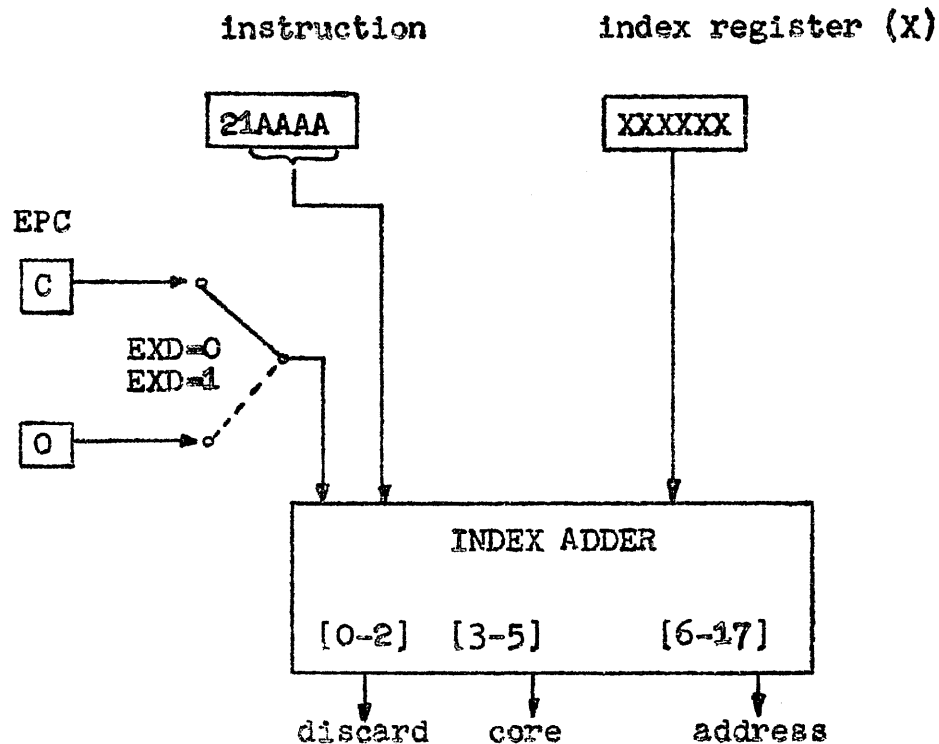 instruction
index register (X)
21AAAA
XXXXXX
EPC
C
EXD=0
EXD=1
0
INDEX ADDER
[0-2] [3-5] [6-17]
discard core address